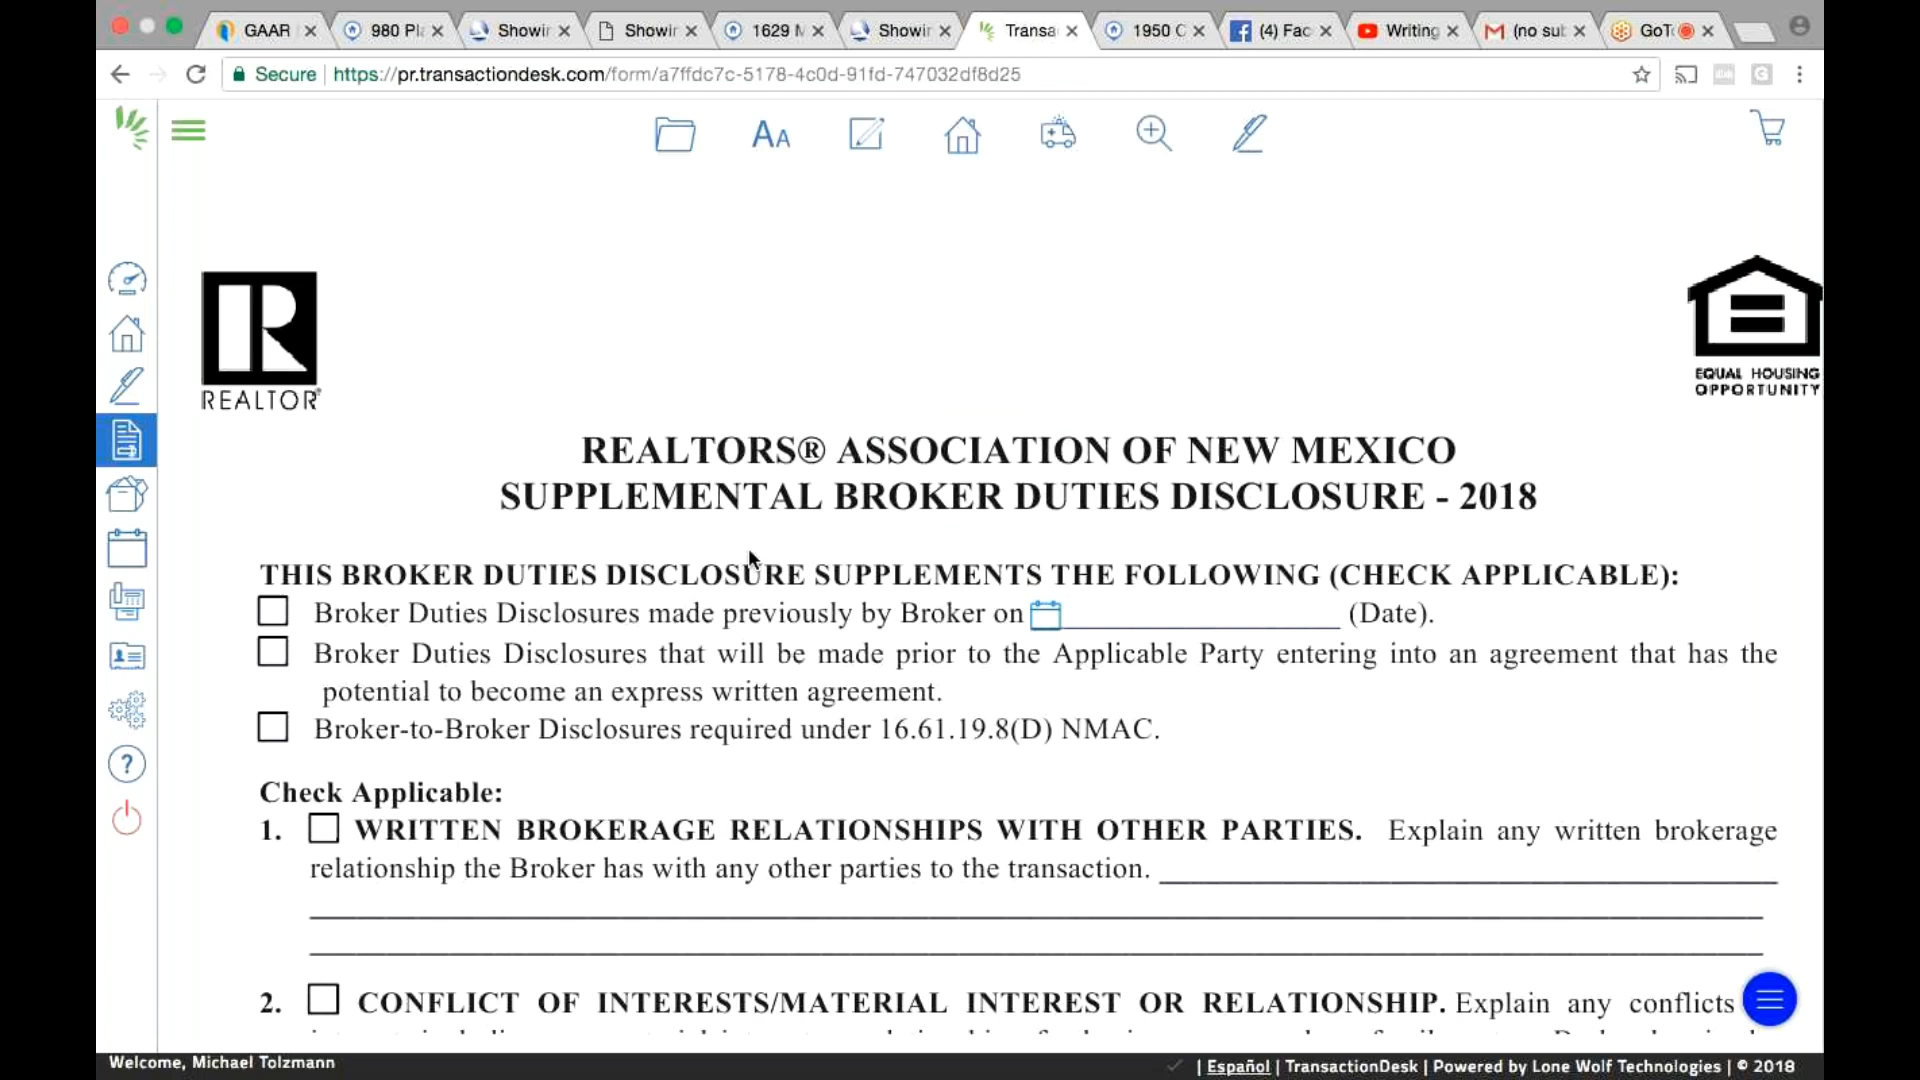 GAAR
980 Pla
Showin
Showin
1629 M
Showin
Transa
1950 C
(4) Fac
Writing
(no sub
GoT
Secure
https://pr.transactiondesk.com/form/a7ffdc7c-5178-4c0d-91fd-747032df8d25
AA
REALTOR®
EQUAL HOUSING
OPPORTUNITY
REALTORS® ASSOCIATION OF NEW MEXICO
SUPPLEMENTAL BROKER DUTIES DISCLOSURE - 2018
THIS BROKER DUTIES DISCLOSURE SUPPLEMENTS THE FOLLOWING (CHECK APPLICABLE):
Broker Duties Disclosures made previously by Broker on ____________________ (Date).
Broker Duties Disclosures that will be made prior to the Applicable Party entering into an agreement that has the
potential to become an express written agreement.
Broker-to-Broker Disclosures required under 16.61.19.8(D) NMAC.
Check Applicable:
1. WRITTEN BROKERAGE RELATIONSHIPS WITH OTHER PARTIES. Explain any written brokerage
relationship the Broker has with any other parties to the transaction.
2. CONFLICT OF INTERESTS/MATERIAL INTEREST OR RELATIONSHIP. Explain any conflicts
Welcome, Michael Tolzmann
| Español | TransactionDesk | Powered by Lone Wolf Technologies | © 2018